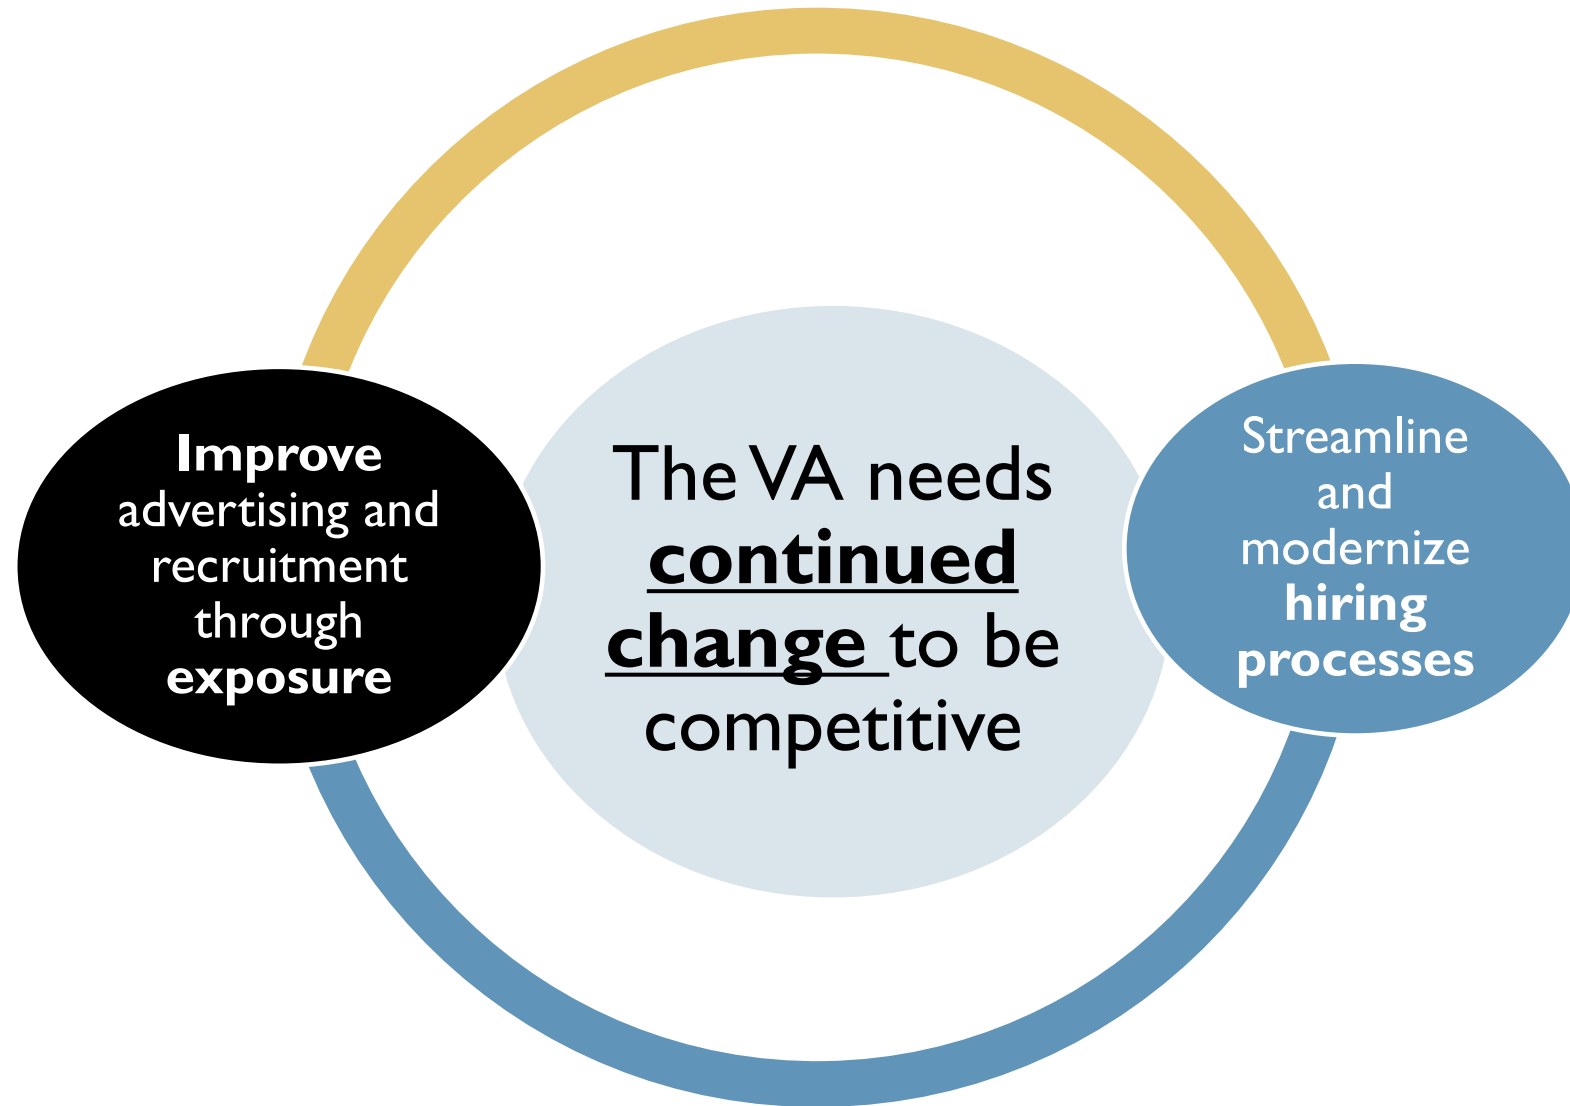 Improve
advertising and
recruitment
through
exposure
The VA needs
continued
change to be
competitive
Streamline
and
modernize
hiring
processes